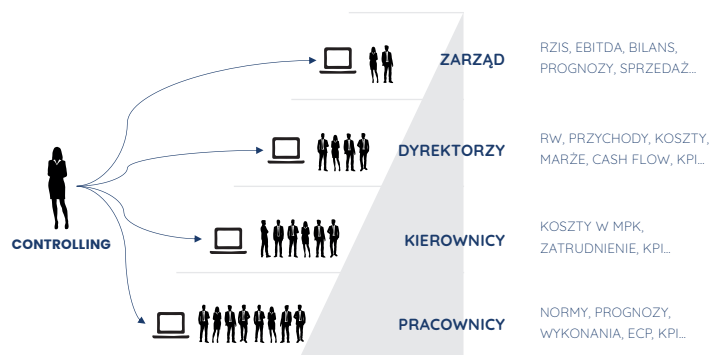 ZARZĄD
RZIS, EBITDA, BILANS,
PROGNOZY, SPRZEDAŻ...
DYREKTORZY
RW, PRZYCHODY, KOSZTY,
MARŻE, CASH FLOW, KPI...
CONTROLLING
KIEROWNICY
KOSZTY W MPK,
ZATRUDNIENIE, KPI...
PRACOWNICY
NORMY, PROGNOZY,
WYKONANIA, ECP, KPI...